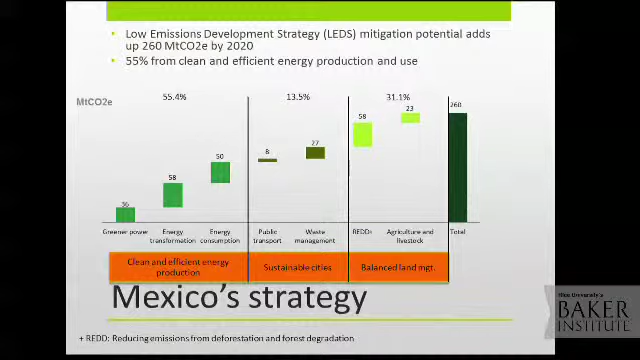 Low Emissions Development Strategy (LEDS) mitigation potential adds
up 260 MtCO2e by 2020
55% from clean and efficient energy production and use
MtCO2e
55.4%
13.5%
31.1%
36
58
50
8
27
58
23
260
Greener power
Energy
transformation
Energy
consumption
Public
transport
Waste
management
REDD+
Agriculture and
livestock
Total
Clean and efficient energy
production
Sustainable cities
Balanced land mgt.
Mexico's strategy
+ REDD: Reducing emissions from deforestation and forest degradation
Rice University's
BAKER
INSTITUTE